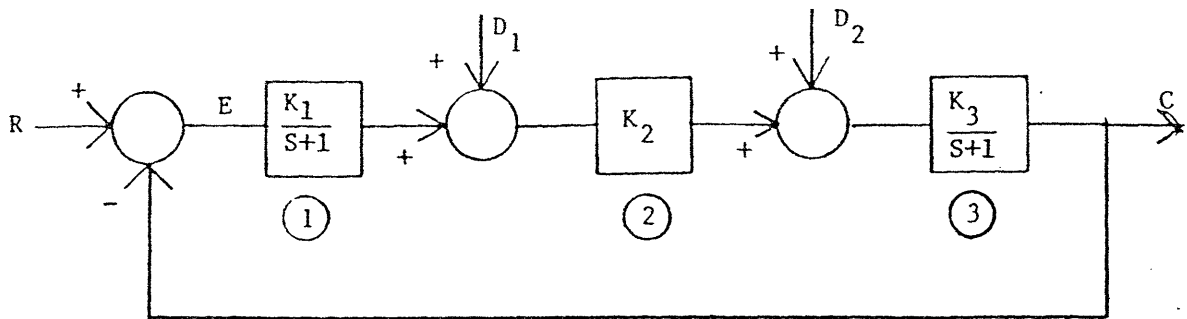 D₁
D₂
+
+
+
E
K₁
S+1
K₂
K₃
S+1
C
R
+
+
-
1
2
3